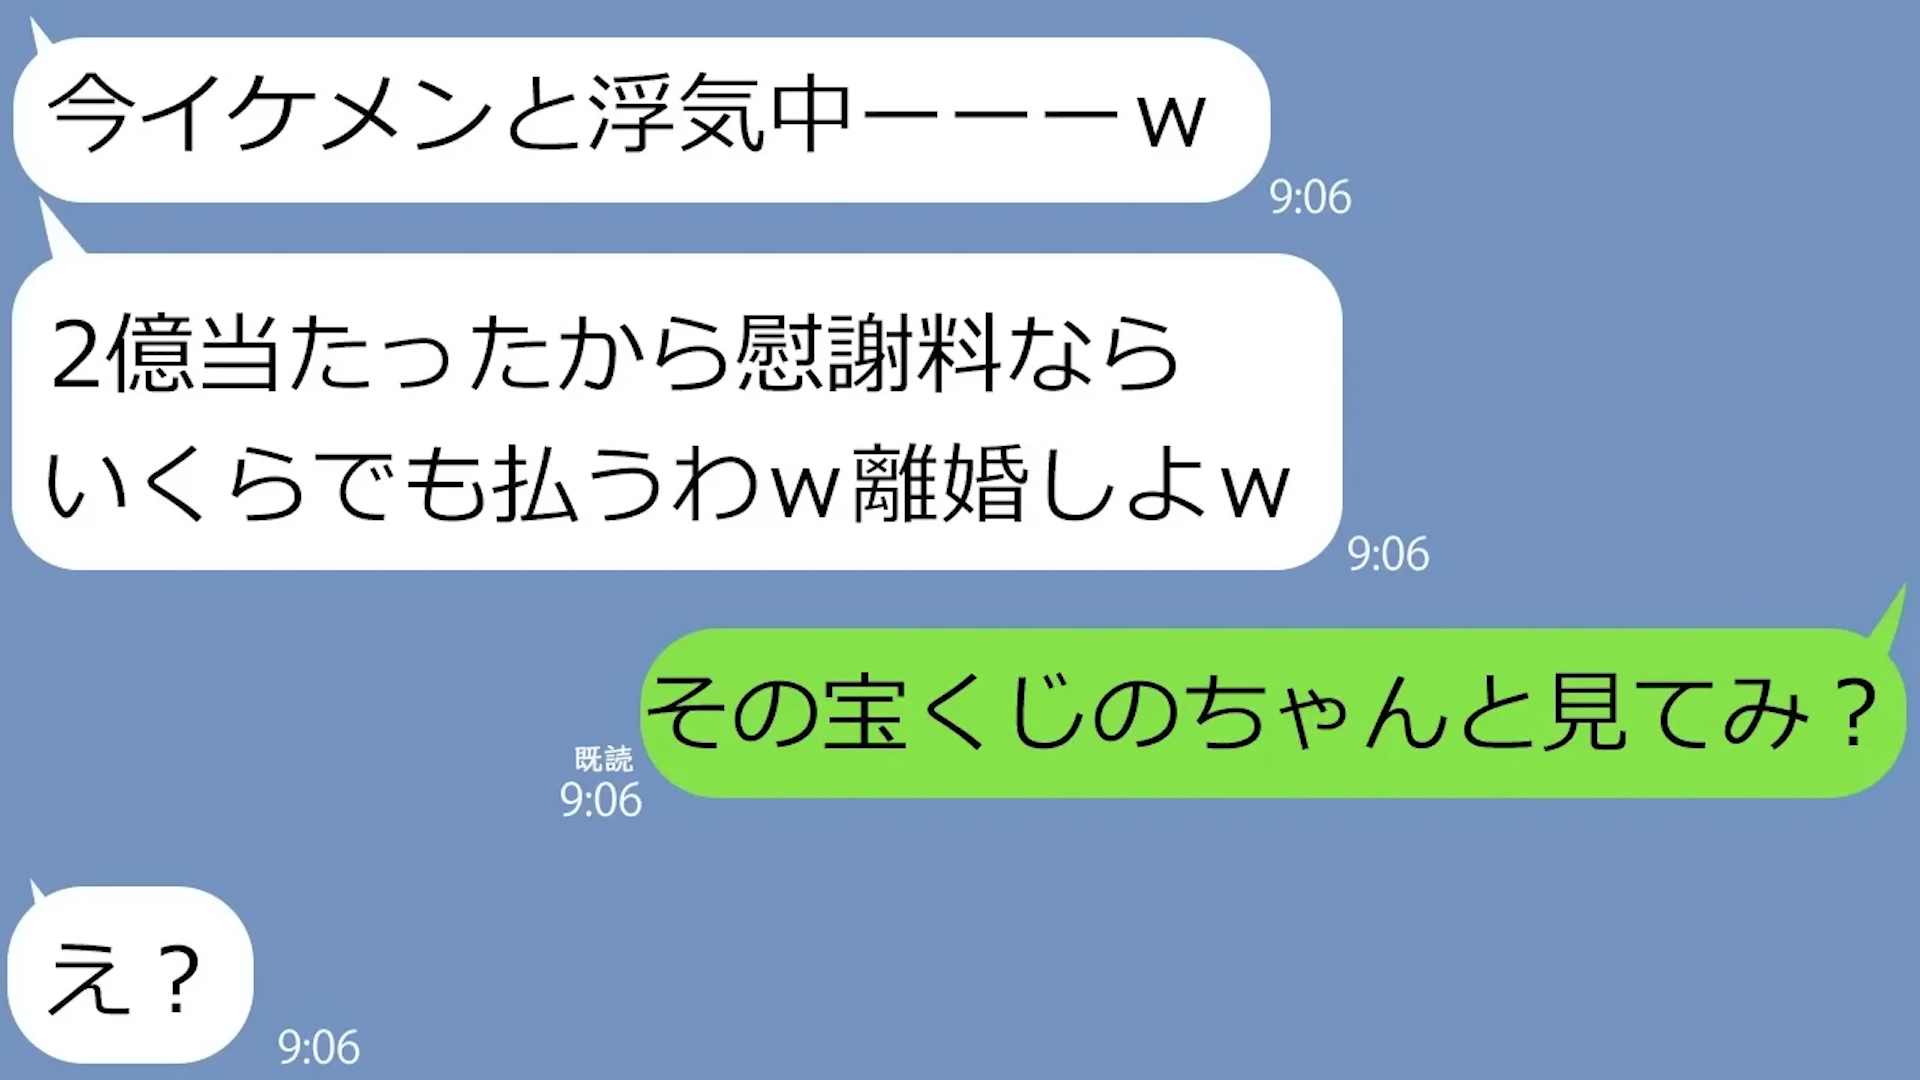 今イケメンと浮気中ーーーｗ
9:06
2億当たったから慰謝料なら
いくらでも払うわｗ離婚しよｗ
9:06
その宝くじのちゃんと見てみ？
既読
9:06
え？
9:06